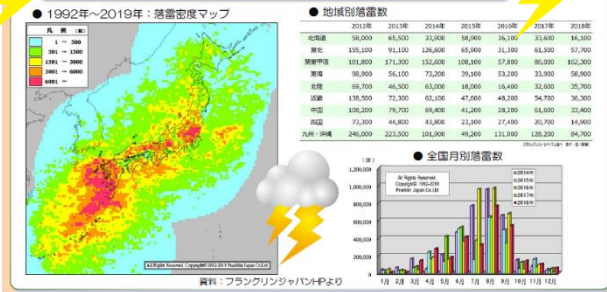 ● 1992年～2019年：落雷密度マップ
凡 例 (数)
1 ～ 500
501 ～ 1500
1501 ～ 3000
3001 ～ 6000
6001 ～
資料：フランクリンジャパンHPより
● 地域別落雷数
2012年 2013年 2014年 2015年 2016年 2017年 2018年
北海道 58,000 65,500 33,900 58,900 36,100 33,600 16,100
東北 155,100 91,100 126,600 65,900 31,300 61,500 57,700
関東甲信 181,800 171,300 152,600 108,100 57,800 86,000 162,300
東海 98,900 56,100 73,200 39,100 53,200 33,900 58,900
北陸 69,700 46,500 63,000 18,000 16,400 32,600 35,700
近畿 138,500 72,300 62,100 47,600 48,200 54,700 36,300
中国 100,200 79,700 69,400 41,200 28,200 61,600 33,400
四国 72,300 44,800 43,800 23,100 27,400 20,700 14,900
九州・沖縄 246,000 223,500 101,900 49,200 131,000 128,200 84,700
● 全国月別落雷数
1,200,000
1,000,000
800,000
600,000
400,000
200,000
0
All Rights Reserved
Copyright© 1992-2019
Franklin Japan Co.Ltd
2014年
2015年
2016年
2017年
2018年
1月 2月 3月 4月 5月 6月 7月 8月 9月 10月 11月 12月